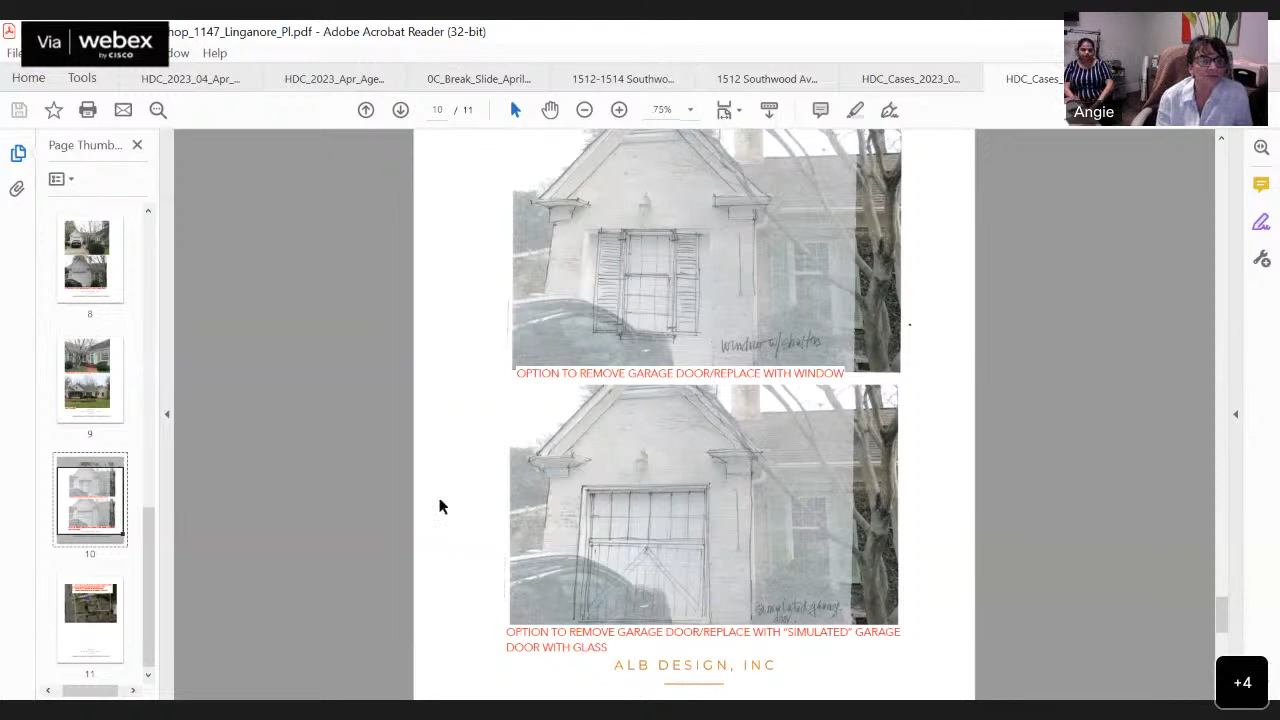 Via webex
by CISCO
hop_1147_Linganore_Pl.pdf - Adobe Acrobat Reader (32-bit)
dow Help
Home Tools HDC_2023_04_Apr_... HDC_2023_Apr_Age... 0C_Break_Slide_April... 1512-1514 Southwo... 1512 Southwood Av... HDC_Cases_2023_0... HDC_Cases_
10 / 11 75%
Angie
Page Thumb...
8
9
10
11
window w/ shutters
OPTION TO REMOVE GARAGE DOOR/REPLACE WITH WINDOW
simulated garage
door
OPTION TO REMOVE GARAGE DOOR/REPLACE WITH "SIMULATED" GARAGE
DOOR WITH GLASS
ALB DESIGN, INC
+4